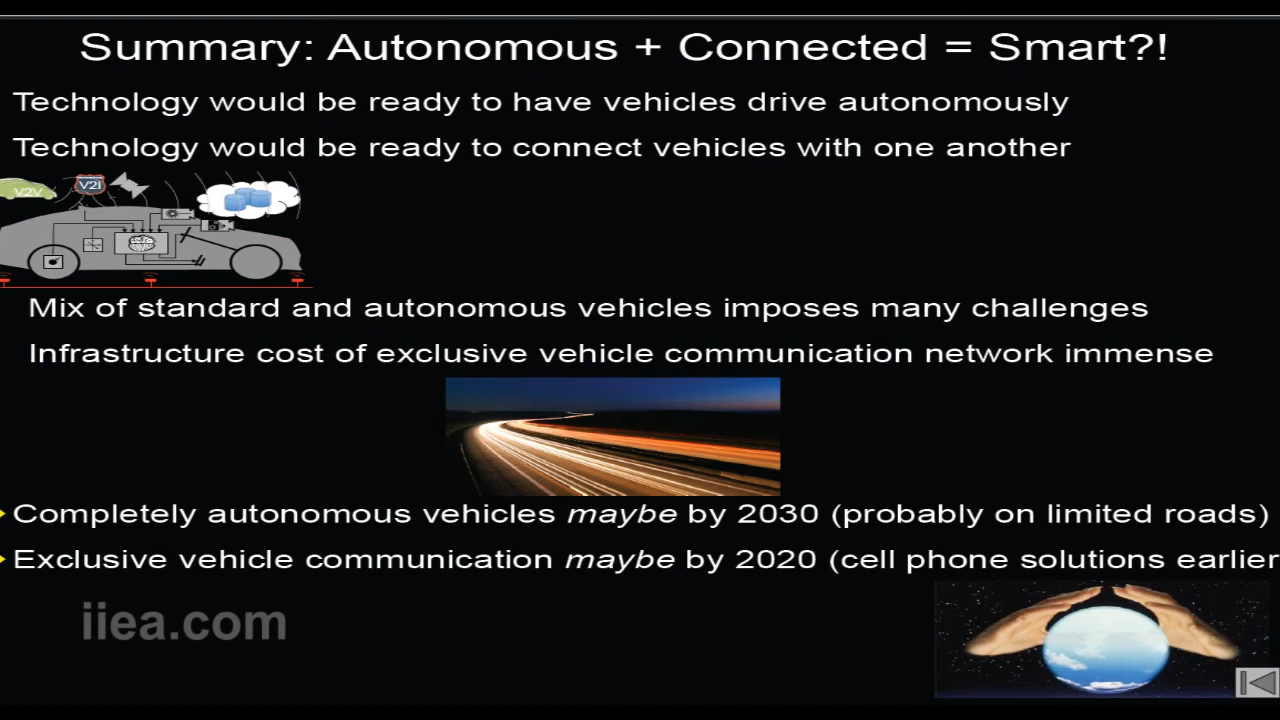 Summary: Autonomous + Connected = Smart?!
Technology would be ready to have vehicles drive autonomously
Technology would be ready to connect vehicles with one another
V2V
V2I
Mix of standard and autonomous vehicles imposes many challenges
Infrastructure cost of exclusive vehicle communication network immense
Completely autonomous vehicles maybe by 2030 (probably on limited roads)
Exclusive vehicle communication maybe by 2020 (cell phone solutions earlier
iiea.com